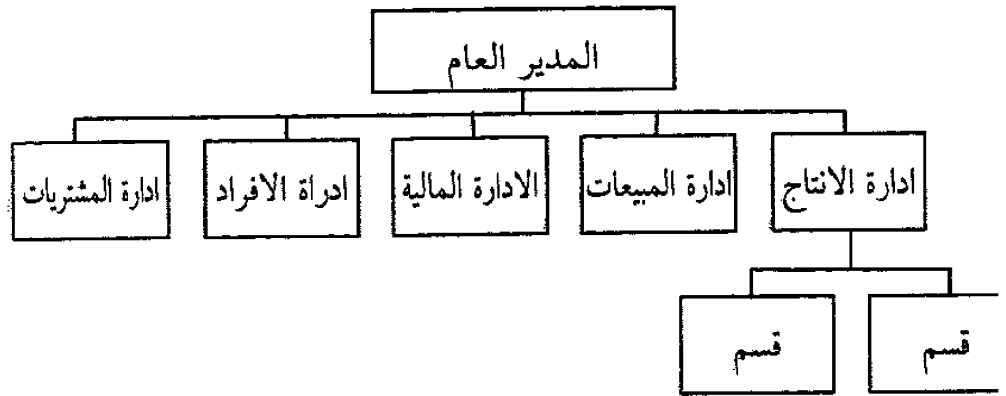 المدير العام
ادارة الانتاج
ادارة المبيعات
الادارة المالية
ادراة الافراد
ادارة المشتريات
قسم
قسم